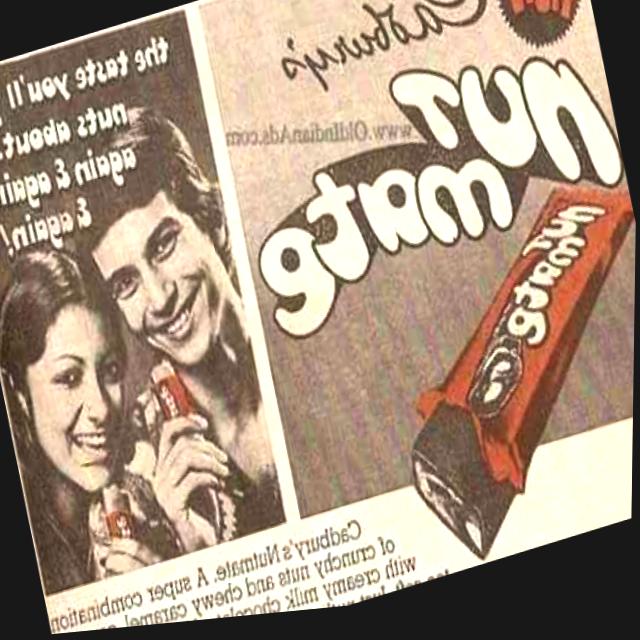 Cadbury's
nut
mate
www.OldIndianAds.com
the taste you'll
nuts about
again & again
& again!
nutmate
Cadbury's Nutmate. A super combination
of crunchy nuts and chewy caramel
with creamy milk